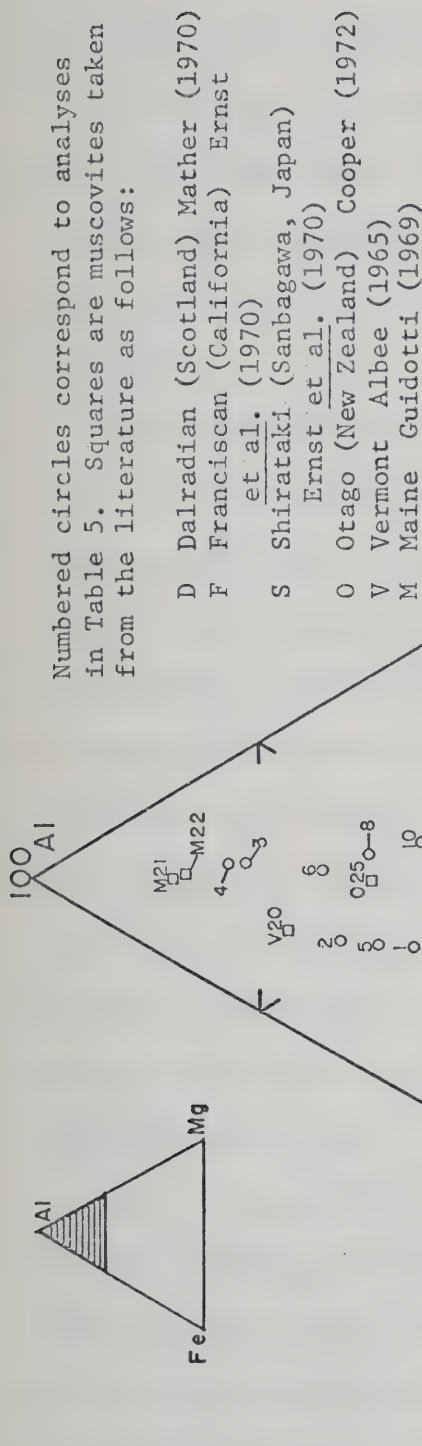 Numbered circles correspond to analyses
in Table 5. Squares are muscovites taken
from the literature as follows:
D Dalradian (Scotland) Mather (1970)
F Franciscan (California) Ernst
et al. (1970)
S Shirataki (Sanbagawa, Japan)
Ernst et al. (1970)
O Otago (New Zealand) Cooper (1972)
V Vermont Albee (1965)
M Maine Guidotti (1969)
Al
Fe
Mg
100
Al
M21
M22
4
3
V20
6
2
O25
8
5
1
10